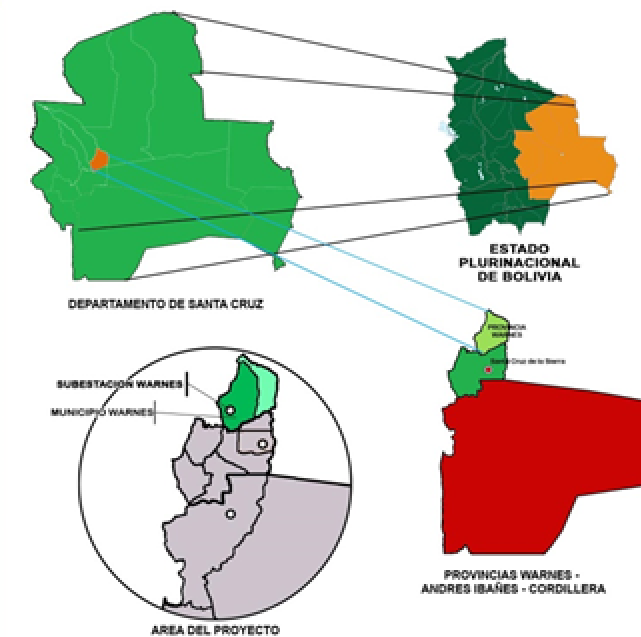 ESTADO
PLURINACIONAL
DE BOLIVIA
DEPARTAMENTO DE SANTA CRUZ
PROVINCIA
WARNES
Santa Cruz de la Sierra
SUBESTACION WARNES
MUNICIPIO WARNES
PROVINCIAS WARNES -
ANDRES IBAÑES - CORDILLERA
AREA DEL PROYECTO